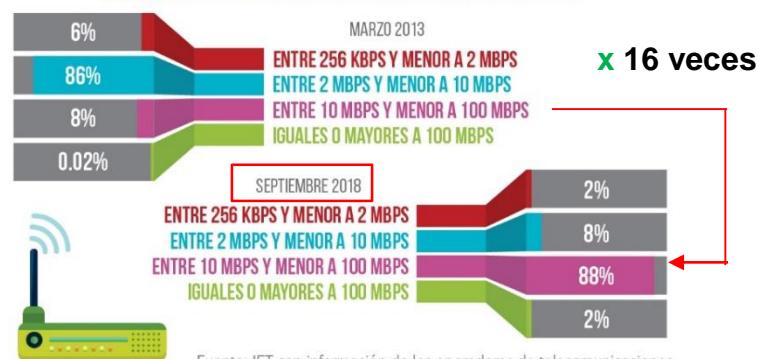 MARZO 2013
6%
ENTRE 256 KBPS Y MENOR A 2 MBPS
x 16 veces
86%
ENTRE 2 MBPS Y MENOR A 10 MBPS
8%
ENTRE 10 MBPS Y MENOR A 100 MBPS
0.02%
IGUALES O MAYORES A 100 MBPS
SEPTIEMBRE 2018
ENTRE 256 KBPS Y MENOR A 2 MBPS
2%
ENTRE 2 MBPS Y MENOR A 10 MBPS
8%
ENTRE 10 MBPS Y MENOR A 100 MBPS
88%
IGUALES O MAYORES A 100 MBPS
2%